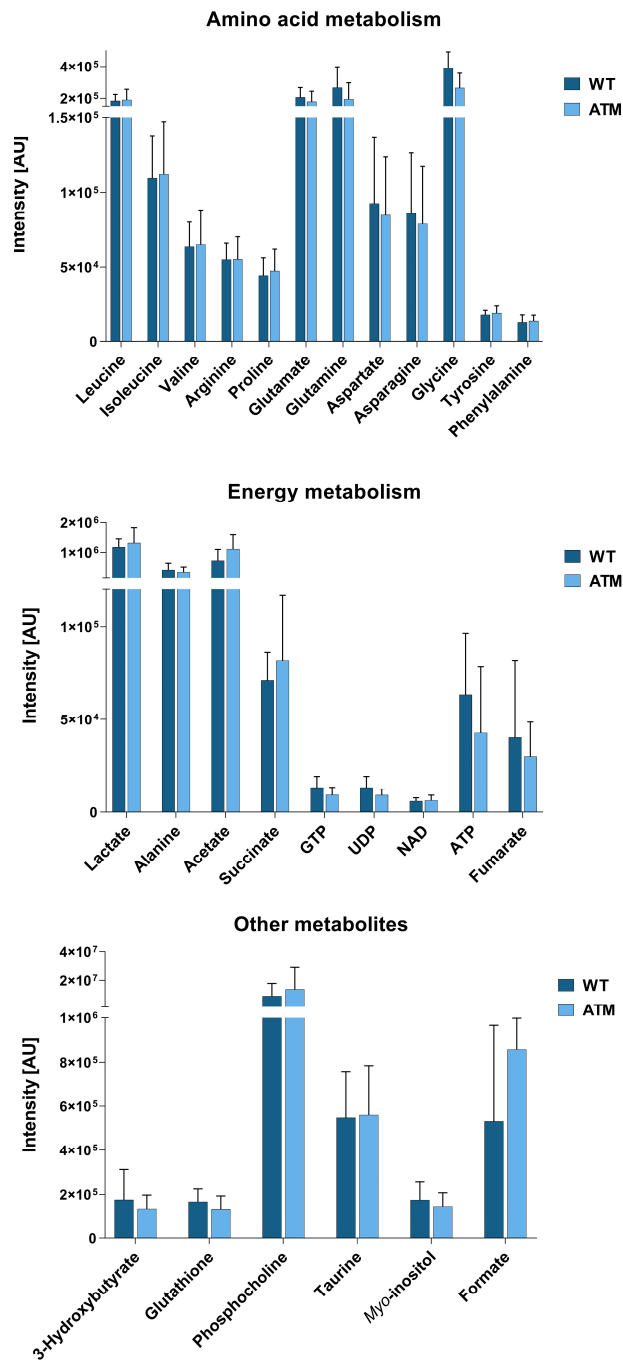 Amino acid metabolism
Intensity [AU]
4×10⁵
2×10⁵
1.5×10⁵
1×10⁵
5×10⁴
0
WT
ATM
Leucine
Isoleucine
Valine
Arginine
Proline
Glutamate
Glutamine
Aspartate
Asparagine
Glycine
Tyrosine
Phenylalanine
Energy metabolism
Intensity [AU]
2×10⁶
1×10⁶
1×10⁵
5×10⁴
0
WT
ATM
Lactate
Alanine
Acetate
Succinate
GTP
UDP
NAD
ATP
Fumarate
Other metabolites
Intensity [AU]
4×10⁷
2×10⁷
1×10⁶
8×10⁵
6×10⁵
4×10⁵
2×10⁵
0
WT
ATM
3-Hydroxybutyrate
Glutathione
Phosphocholine
Taurine
Myo-inositol
Formate